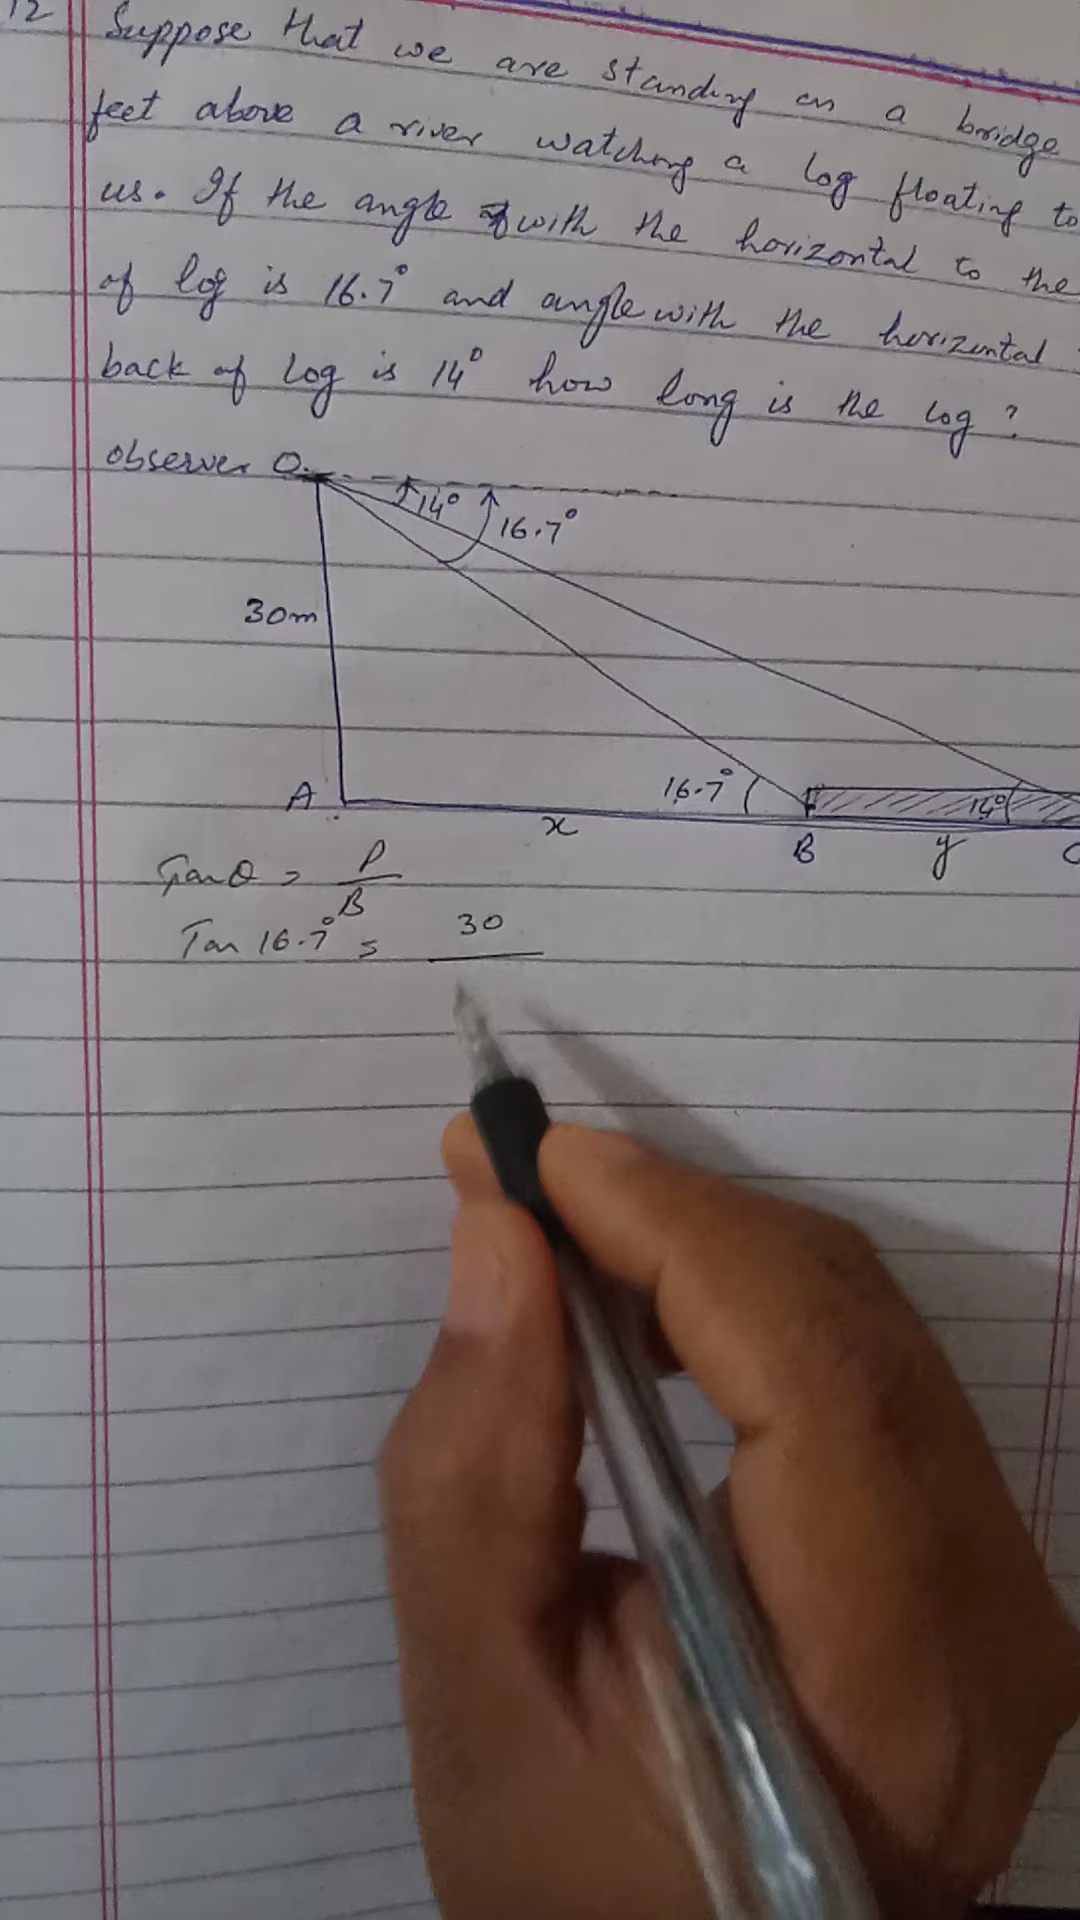 12 Suppose that we are standing on a bridge
feet above a river watching a log floating to
us. If the angle with the horizontal to the
of log is 16.7° and angle with the horizontal
back of log is 14° how long is the log ?
observer O
14°
16.7°
30m
16.7°
14°
A
x
B
y
C
Tanθ = P/B
Tan 16.7° = 30